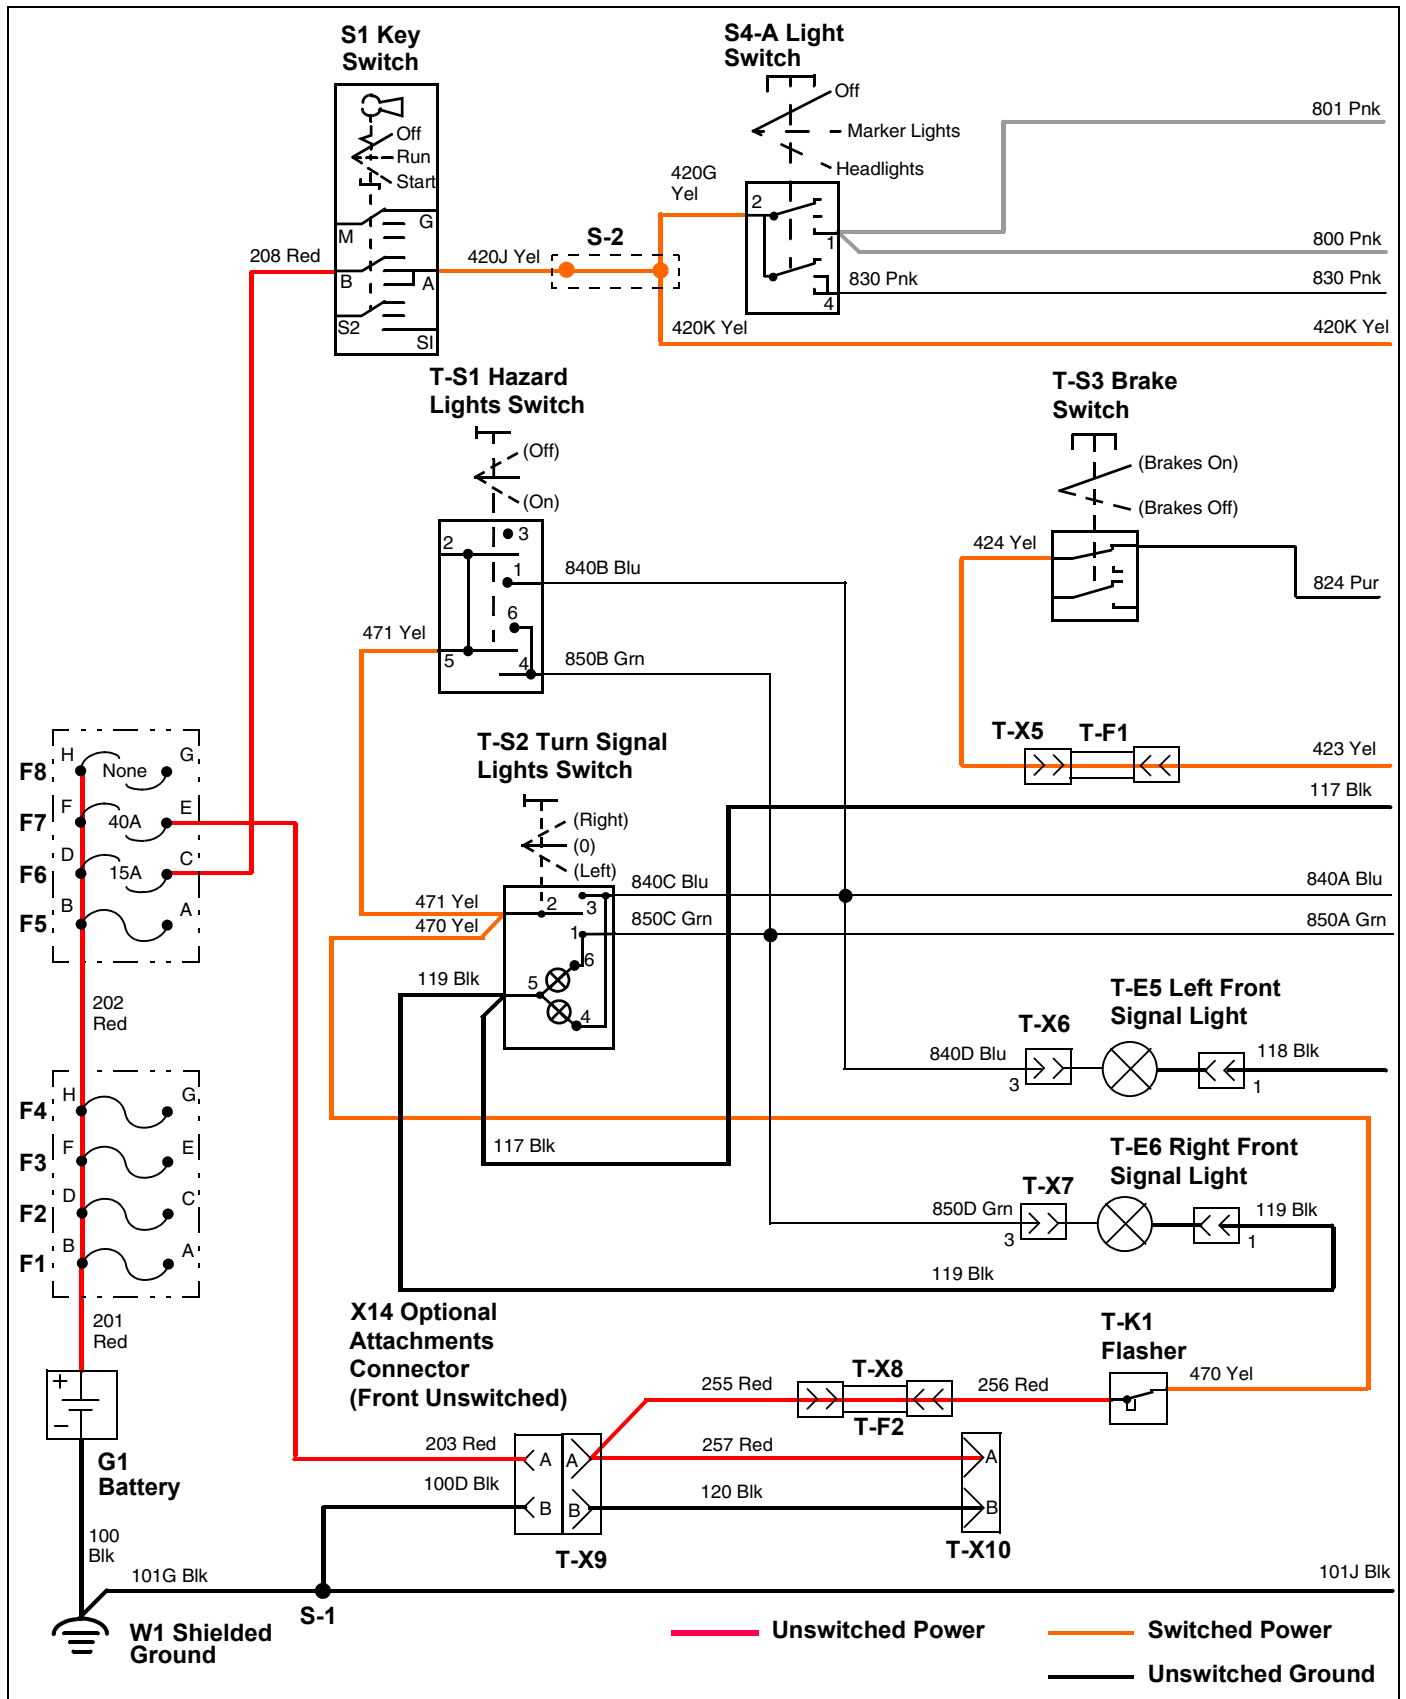 S1 Key
Switch
Off
Run
Start
M
G
B
A
S2
SI
208 Red
420J Yel
S-2
S4-A Light
Switch
Off
Marker Lights
Headlights
420G
Yel
2
1
4
801 Pnk
800 Pnk
830 Pnk
830 Pnk
420K Yel
420K Yel
T-S1 Hazard
Lights Switch
(Off)
(On)
2
3
1
6
5
4
840B Blu
850B Grn
471 Yel
T-S3 Brake
Switch
(Brakes On)
(Brakes Off)
424 Yel
824 Pur
T-X5
T-F1
423 Yel
117 Blk
T-S2 Turn Signal
Lights Switch
(Right)
(0)
(Left)
471 Yel
470 Yel
119 Blk
2
3
1
6
5
4
840C Blu
850C Grn
840A Blu
850A Grn
F8
H
None
G
F7
F
40A
E
F6
D
15A
C
F5
B
A
202
Red
F4
H
G
F3
F
E
F2
D
C
F1
B
A
201
Red
T-E5 Left Front
Signal Light
T-X6
840D Blu
3
118 Blk
1
117 Blk
T-E6 Right Front
Signal Light
T-X7
850D Grn
3
119 Blk
1
119 Blk
X14 Optional
Attachments
Connector
(Front Unswitched)
T-K1
Flasher
T-X8
255 Red
256 Red
470 Yel
T-F2
+
−
G1
Battery
203 Red
A
A
257 Red
A
100D Blk
B
B
120 Blk
B
T-X9
T-X10
100
Blk
101G Blk
S-1
101J Blk
W1 Shielded
Ground
Unswitched Power
Switched Power
Unswitched Ground